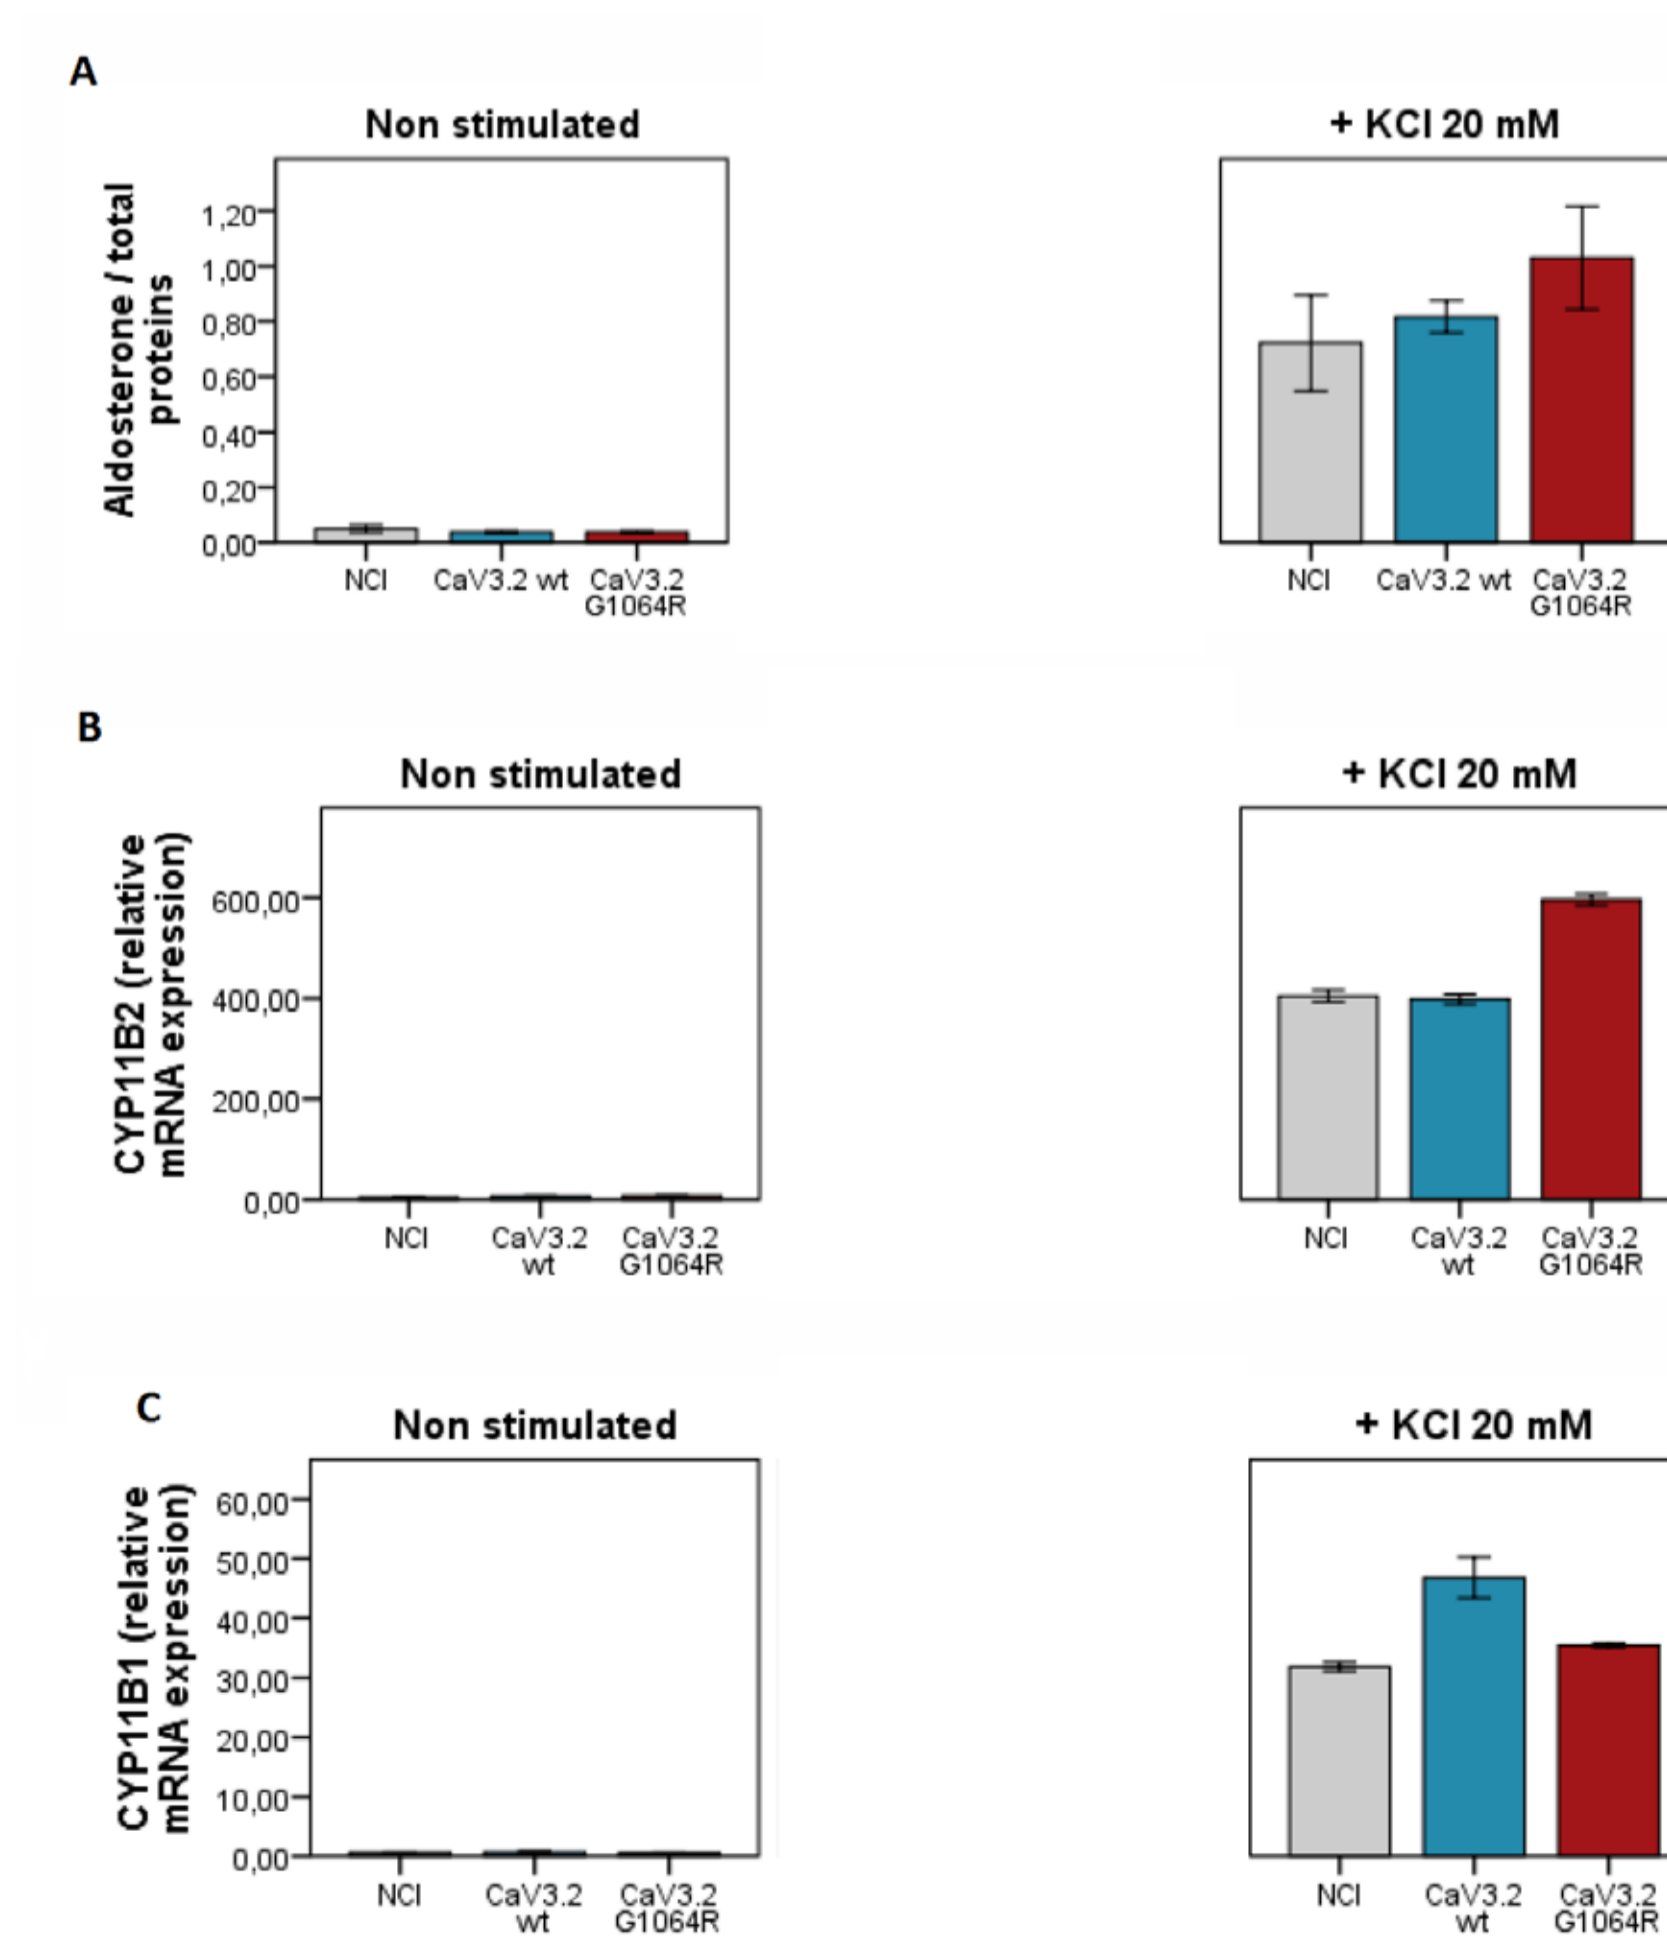 A
Non stimulated
+ KCl 20 mM
Aldosterone / total
proteins
1,20
1,00
0,80
0,60
0,40
0,20
0,00
NCI
CaV3.2 wt
CaV3.2
G1064R
NCI
CaV3.2 wt
CaV3.2
G1064R
B
Non stimulated
+ KCl 20 mM
CYP11B2 (relative
mRNA expression)
600,00
400,00
200,00
0,00
NCI
CaV3.2
wt
CaV3.2
G1064R
NCI
CaV3.2
wt
CaV3.2
G1064R
C
Non stimulated
+ KCl 20 mM
CYP11B1 (relative
mRNA expression)
60,00
50,00
40,00
30,00
20,00
10,00
0,00
NCI
CaV3.2
wt
CaV3.2
G1064R
NCI
CaV3.2
wt
CaV3.2
G1064R